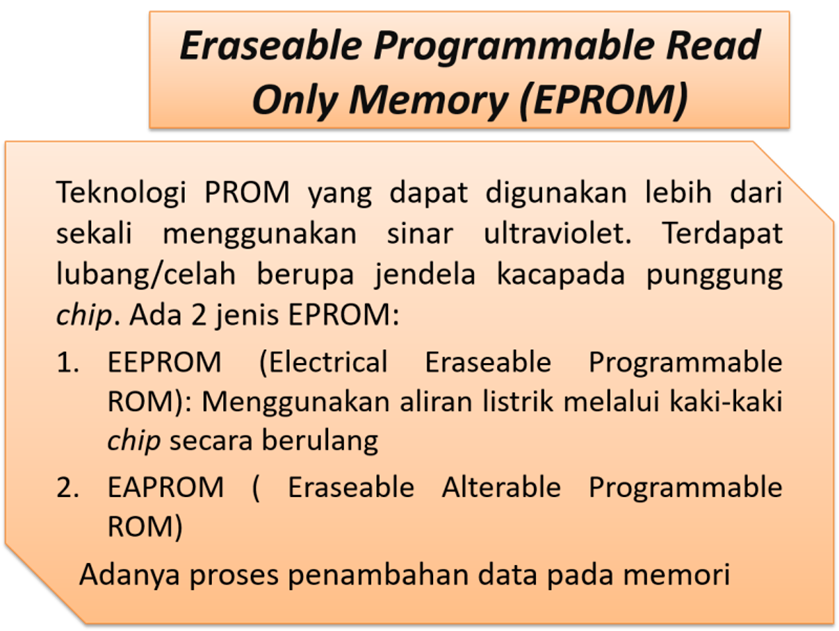 Eraseable Programmable Read
Only Memory (EPROM)
Teknologi PROM yang dapat digunakan lebih dari
sekali menggunakan sinar ultraviolet. Terdapat
lubang/celah berupa jendela kacapada punggung
chip. Ada 2 jenis EPROM:
1. EEPROM (Electrical Eraseable Programmable
ROM): Menggunakan aliran listrik melalui kaki-kaki
chip secara berulang
2. EAPROM ( Eraseable Alterable Programmable
ROM)
Adanya proses penambahan data pada memori